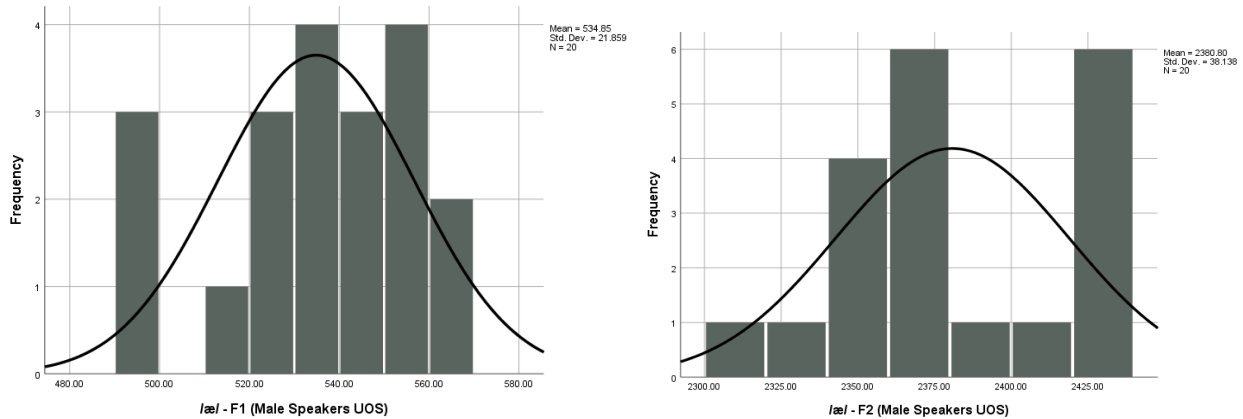 Mean = 534.85
Std. Dev. = 21.859
N = 20
Frequency
4
3
2
1
0
480.00 500.00 520.00 540.00 560.00 580.00
/æ/ - F1 (Male Speakers UOS)
Mean = 2380.80
Std. Dev. = 38.138
N = 20
Frequency
6
5
4
3
2
1
0
2300.00 2325.00 2350.00 2375.00 2400.00 2425.00
/æ/ - F2 (Male Speakers UOS)